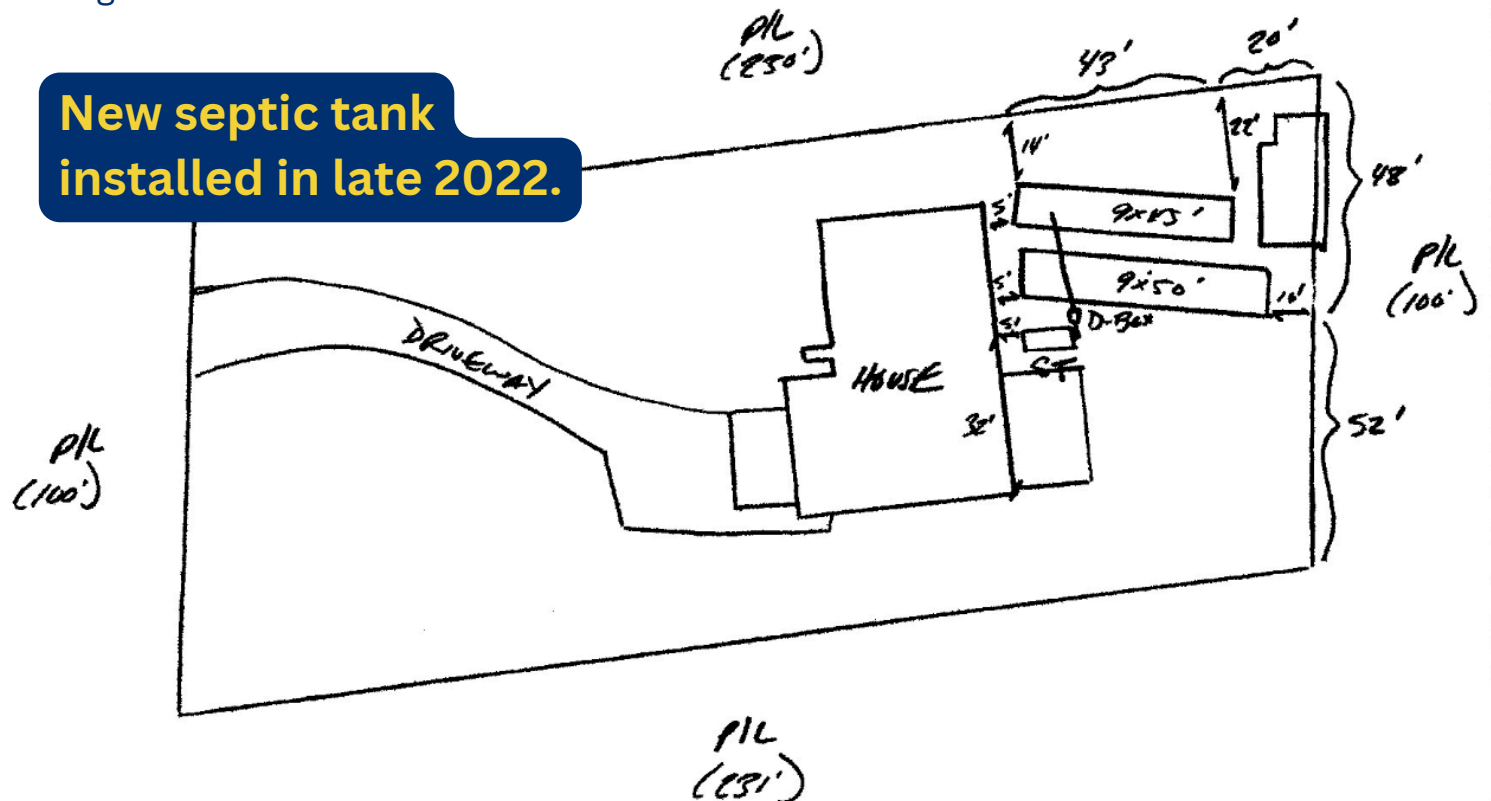 P/L
(230')
43'
20'
New septic tank
installed in late 2022.
14'
22'
48'
5'
9x45'
P/L
(100')
5'
9x50'
10'
D-Box
5'
DRIVEWAY
HOUSE
ST
32'
52'
P/L
(100')
P/L
(231')